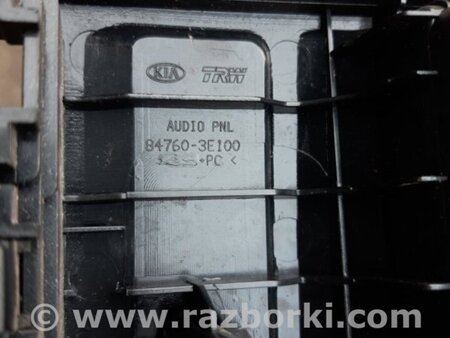 KIA TRW
AUDIO PNL
84760-3E100
+PC <
www.razborki.com